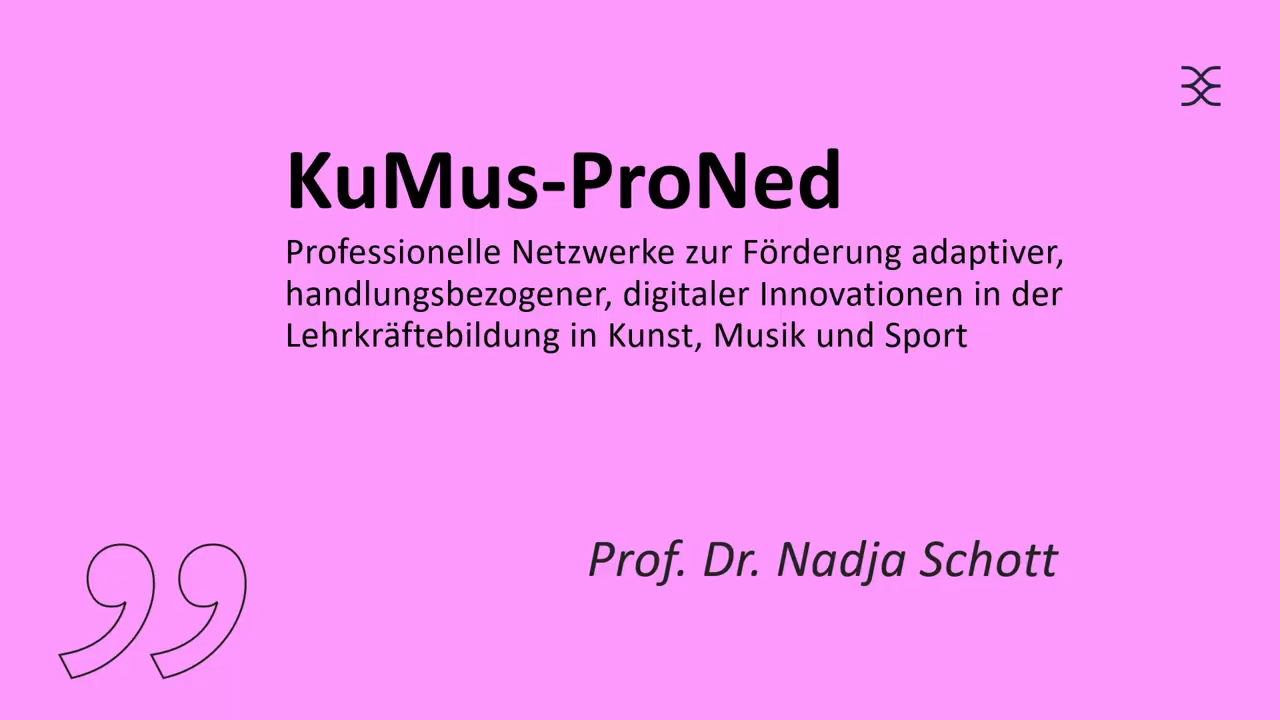 KuMus-ProNed
Professionelle Netzwerke zur Förderung adaptiver,
handlungsbezogener, digitaler Innovationen in der
Lehrkräftebildung in Kunst, Musik und Sport
Prof. Dr. Nadja Schott